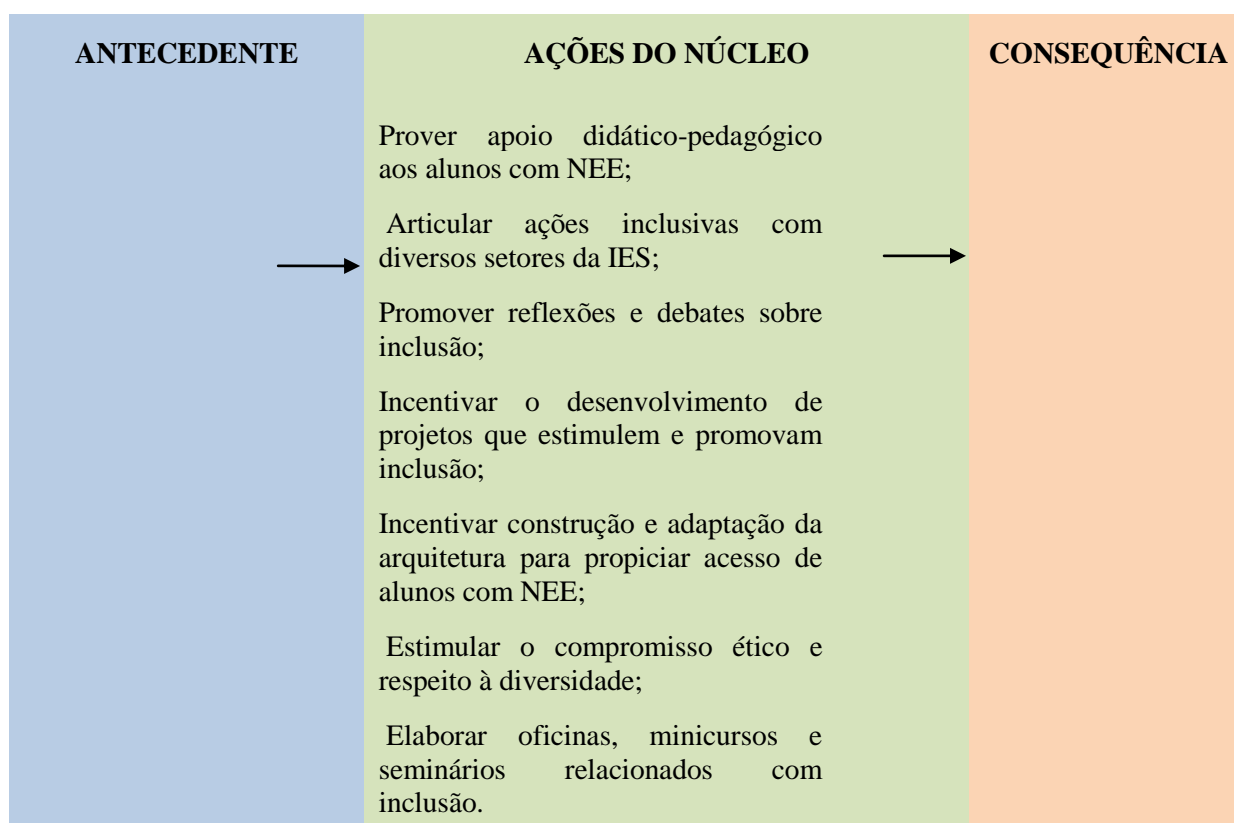 ANTECEDENTE
AÇÕES DO NÚCLEO
CONSEQUÊNCIA
Prover apoio didático-pedagógico
aos alunos com NEE;
Articular ações inclusivas com
diversos setores da IES;
Promover reflexões e debates sobre
inclusão;
Incentivar o desenvolvimento de
projetos que estimulem e promovam
inclusão;
Incentivar construção e adaptação da
arquitetura para propiciar acesso de
alunos com NEE;
Estimular o compromisso ético e
respeito à diversidade;
Elaborar oficinas, minicursos e
seminários relacionados com
inclusão.